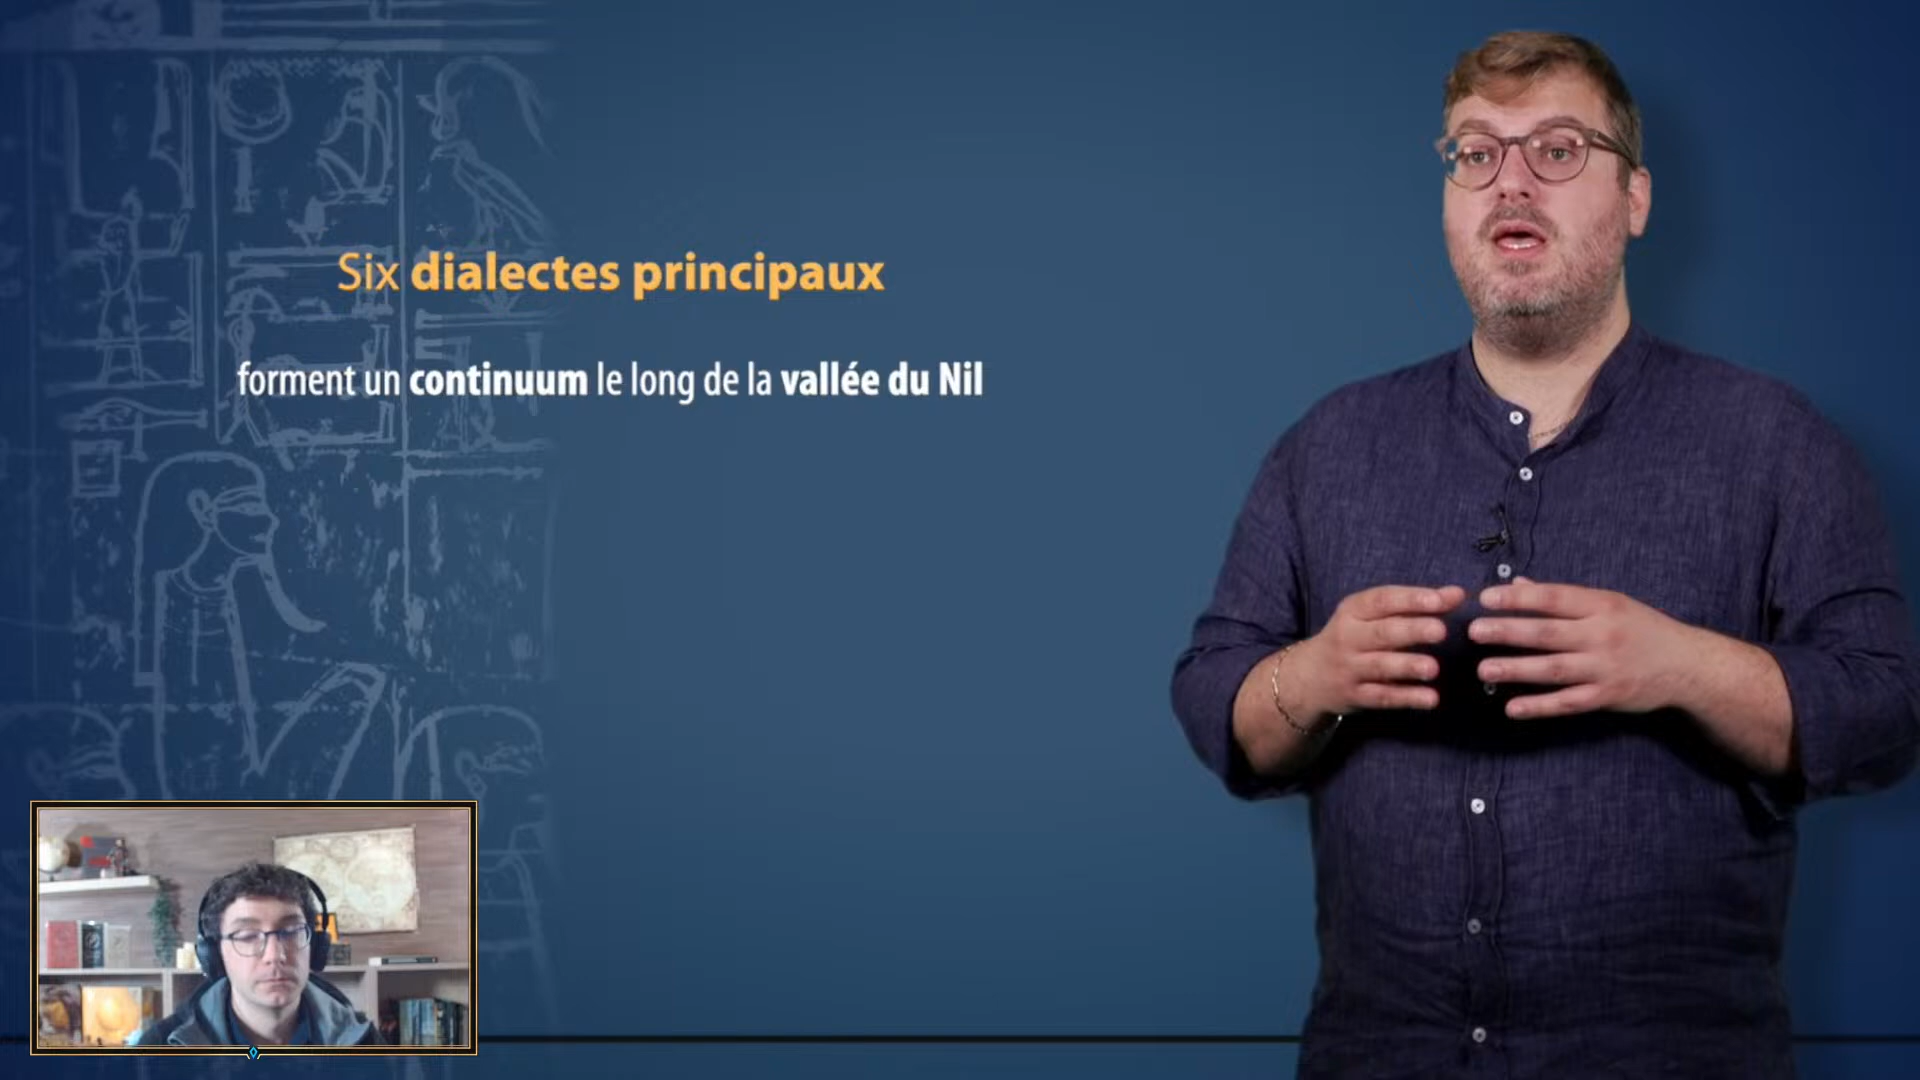 Six dialectes principaux
forment un continuum le long de la vallée du Nil